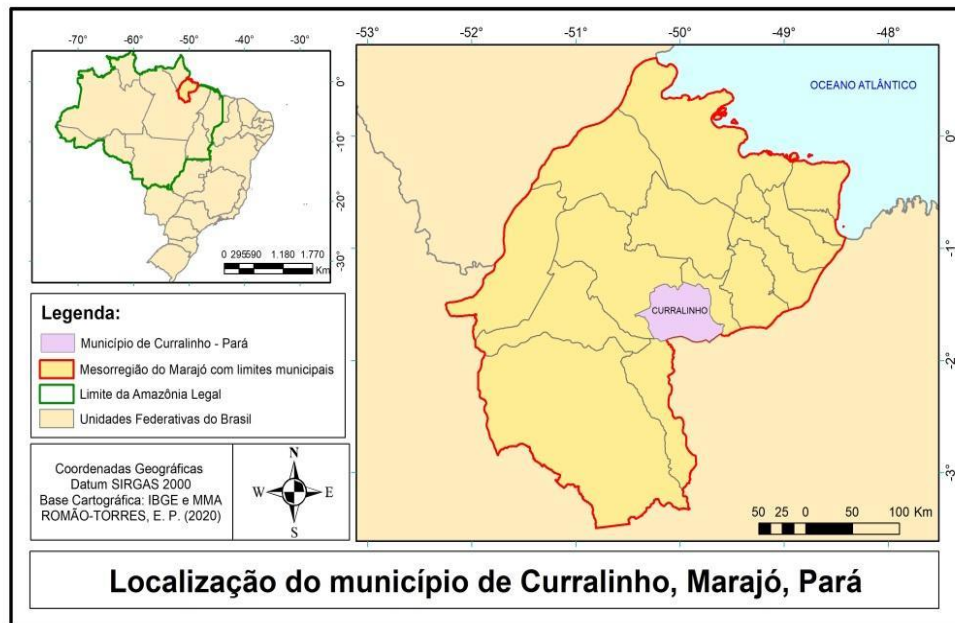 -70° -60° -50° -40° -30°
0°
-10°
-20°
-30°
0 295590 1.180 1.770
Km
-53° -52° -51° -50° -49° -48°
OCEANO ATLÂNTICO
0°
-1°
-2°
-3°
CURRALINHO
50 25 0 50 100 Km
Legenda:
Município de Curralinho - Pará
Mesorregião do Marajó com limites municipais
Limite da Amazônia Legal
Unidades Federativas do Brasil
Coordenadas Geográficas
Datum SIRGAS 2000
Base Cartográfica: IBGE e MMA
ROMÃO-TORRES, E. P. (2020)
N
W E
S
Localização do município de Curralinho, Marajó, Pará